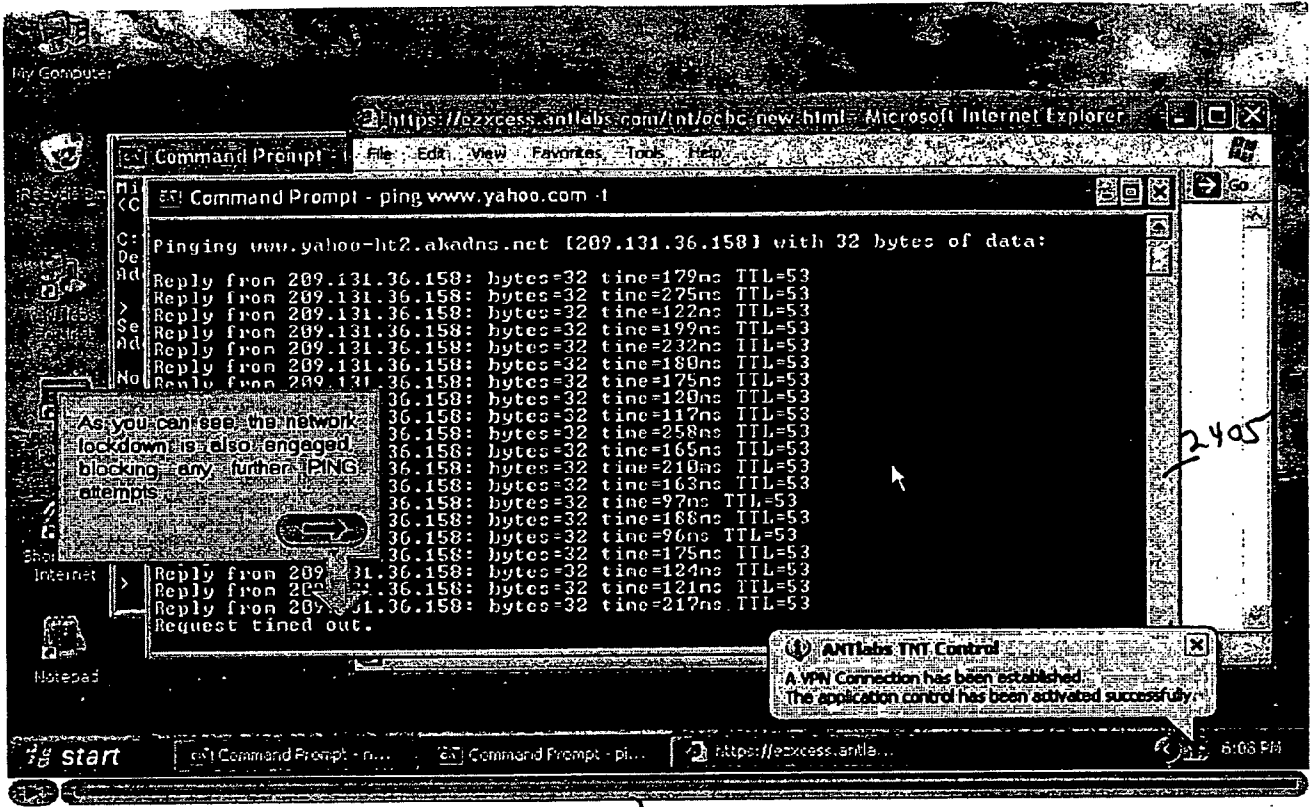 My Computer
https://ezxcess.antlabs.com/tnt/ocbc-new.html - Microsoft Internet Explorer
Command Prompt -
File Edit View Favorites Tools Help
Go
Command Prompt - ping www.yahoo.com -t
Pinging www.yahoo-ht2.akadns.net [209.131.36.158] with 32 bytes of data:
Reply from 209.131.36.158: bytes=32 time=179ms TTL=53
Reply from 209.131.36.158: bytes=32 time=275ms TTL=53
Reply from 209.131.36.158: bytes=32 time=122ms TTL=53
Reply from 209.131.36.158: bytes=32 time=199ms TTL=53
Reply from 209.131.36.158: bytes=32 time=232ms TTL=53
Reply from 209.131.36.158: bytes=32 time=180ms TTL=53
Reply from 209.131.36.158: bytes=32 time=175ms TTL=53
36.158: bytes=32 time=120ms TTL=53
36.158: bytes=32 time=117ms TTL=53
36.158: bytes=32 time=258ms TTL=53
36.158: bytes=32 time=165ms TTL=53
36.158: bytes=32 time=210ms TTL=53
36.158: bytes=32 time=163ms TTL=53
36.158: bytes=32 time=97ms TTL=53
36.158: bytes=32 time=188ms TTL=53
36.158: bytes=32 time=96ms TTL=53
36.158: bytes=32 time=175ms TTL=53
Reply from 209. 31.36.158: bytes=32 time=124ms TTL=53
Reply from 20 1.36.158: bytes=32 time=121ms TTL=53
Reply from 209. 31.36.158: bytes=32 time=217ms TTL=53
Request timed out.
As you can see the network
lockdown is also engaged,
blocking any further PING
attempts
2405
Internet
Notepad
ANTlabs TNT Control
A VPN Connection has been established.
The application control has been activated successfully.
start
Command Prompt - n...
Command Prompt - pi...
https://ezxcess.antla...
6:08 PM